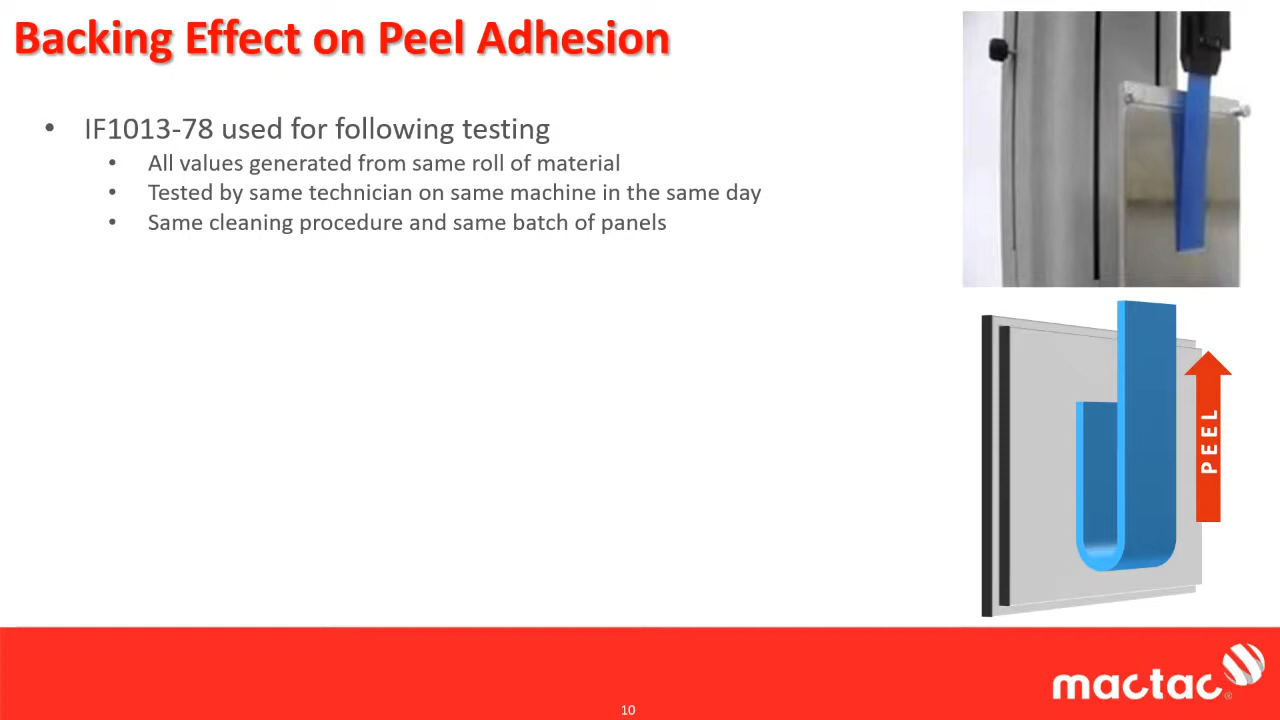 Backing Effect on Peel Adhesion
• IF1013-78 used for following testing
• All values generated from same roll of material
• Tested by same technician on same machine in the same day
• Same cleaning procedure and same batch of panels
PEEL
mactac®
10